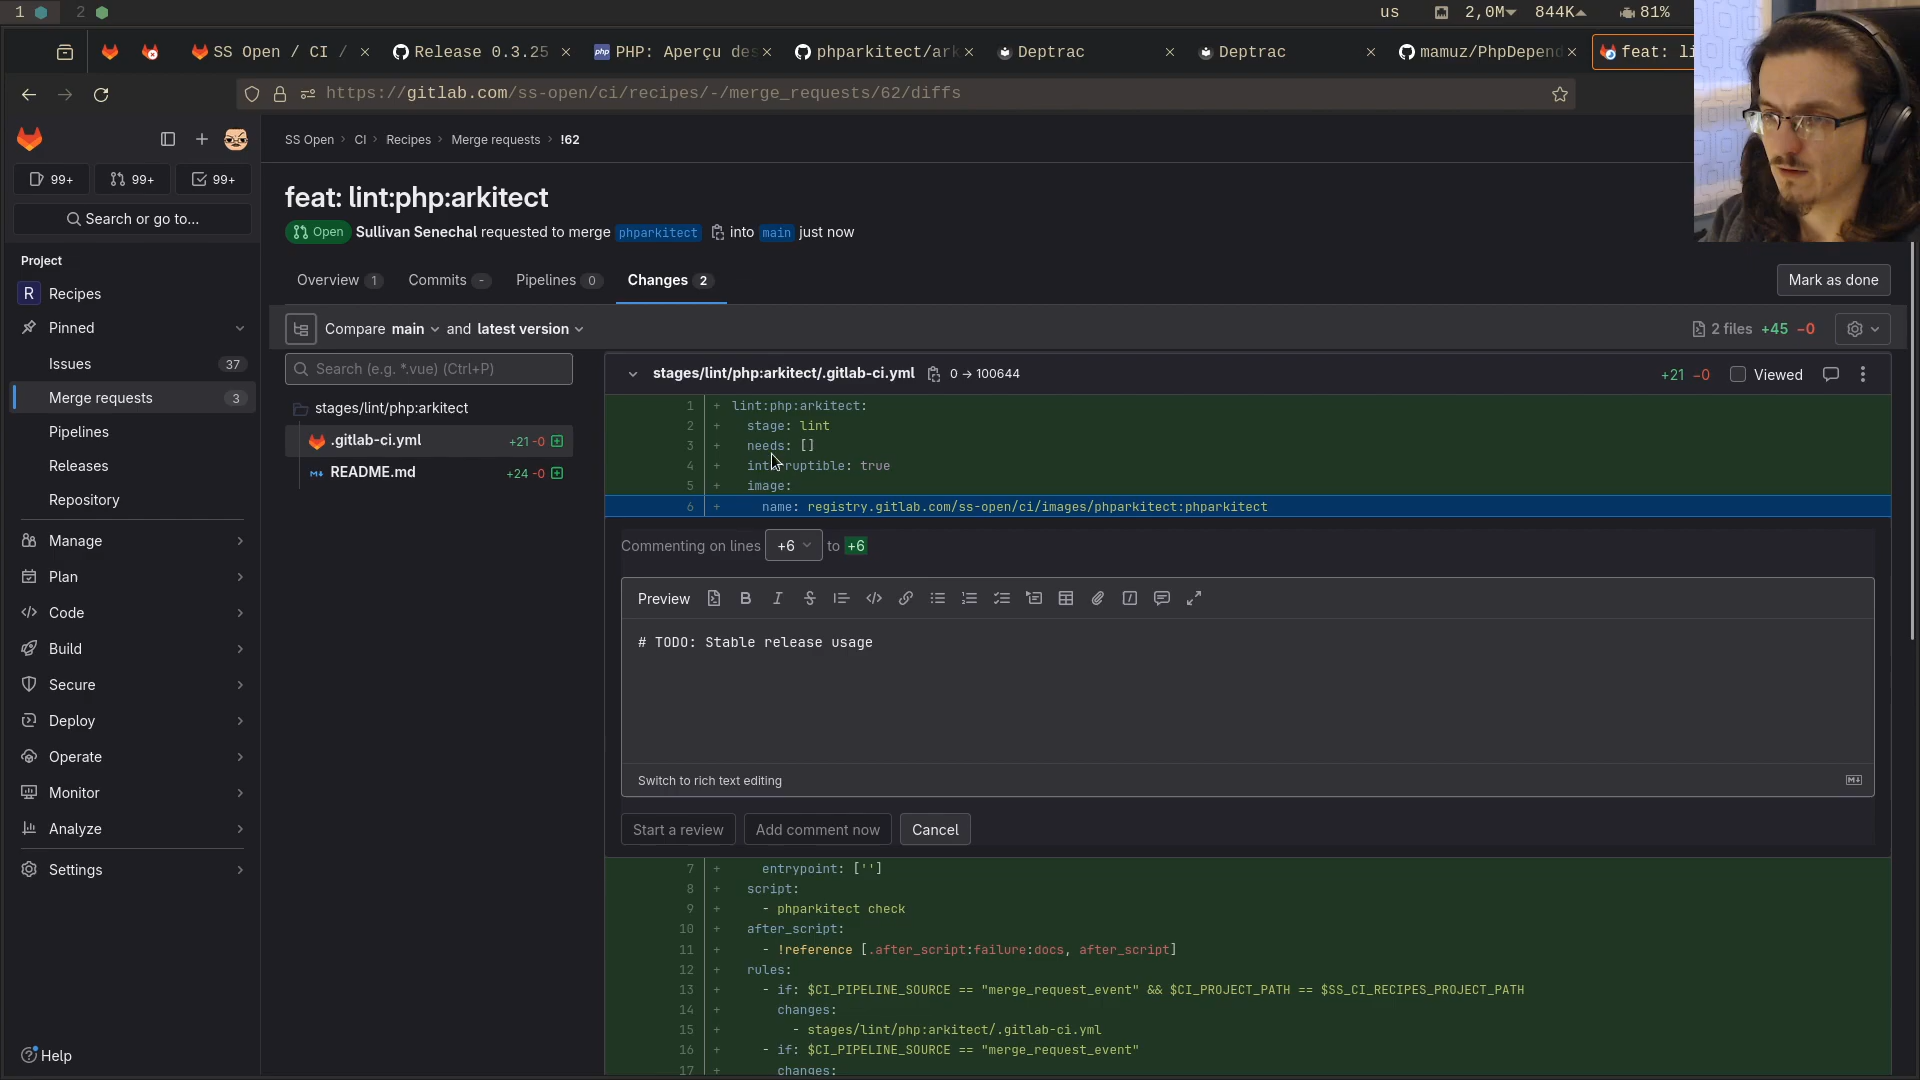 1 2 us 2,0M 844K 81%
SS Open / CI / Release 0.3.25 PHP: Aperçu des phparkitect/ark Deptrac Deptrac mamuz/PhpDepend feat: li
https://gitlab.com/ss-open/ci/recipes/-/merge_requests/62/diffs
SS Open CI Recipes Merge requests !62
99+ 99+ 99+
Search or go to...
feat: lint:php:arkitect
Open Sullivan Senechal requested to merge phparkitect into main just now
Project
Recipes
Pinned
Issues 37
Merge requests 3
Pipelines
Releases
Repository
Manage
Plan
Code
Build
Secure
Deploy
Operate
Monitor
Analyze
Settings
Help
Overview 1 Commits - Pipelines 0 Changes 2 Mark as done
Compare main and latest version 2 files +45 −0
Search (e.g. *.vue) (Ctrl+P)
stages/lint/php:arkitect
.gitlab-ci.yml +21 -0
README.md +24 -0
stages/lint/php:arkitect/.gitlab-ci.yml 0 → 100644 +21 −0 Viewed
1 + lint:php:arkitect:
2 + stage: lint
3 + needs: []
4 + interruptible: true
5 + image:
6 + name: registry.gitlab.com/ss-open/ci/images/phparkitect:phparkitect
Commenting on lines +6 to +6
Preview
# TODO: Stable release usage
Switch to rich text editing
Start a review Add comment now Cancel
7 + entrypoint: ['']
8 + script:
9 + - phparkitect check
10 + after_script:
11 + - !reference [.after_script:failure:docs, after_script]
12 + rules:
13 + - if: $CI_PIPELINE_SOURCE == "merge_request_event" && $CI_PROJECT_PATH == $SS_CI_RECIPES_PROJECT_PATH
14 + changes:
15 + - stages/lint/php:arkitect/.gitlab-ci.yml
16 + - if: $CI_PIPELINE_SOURCE == "merge_request_event"
17 + changes: